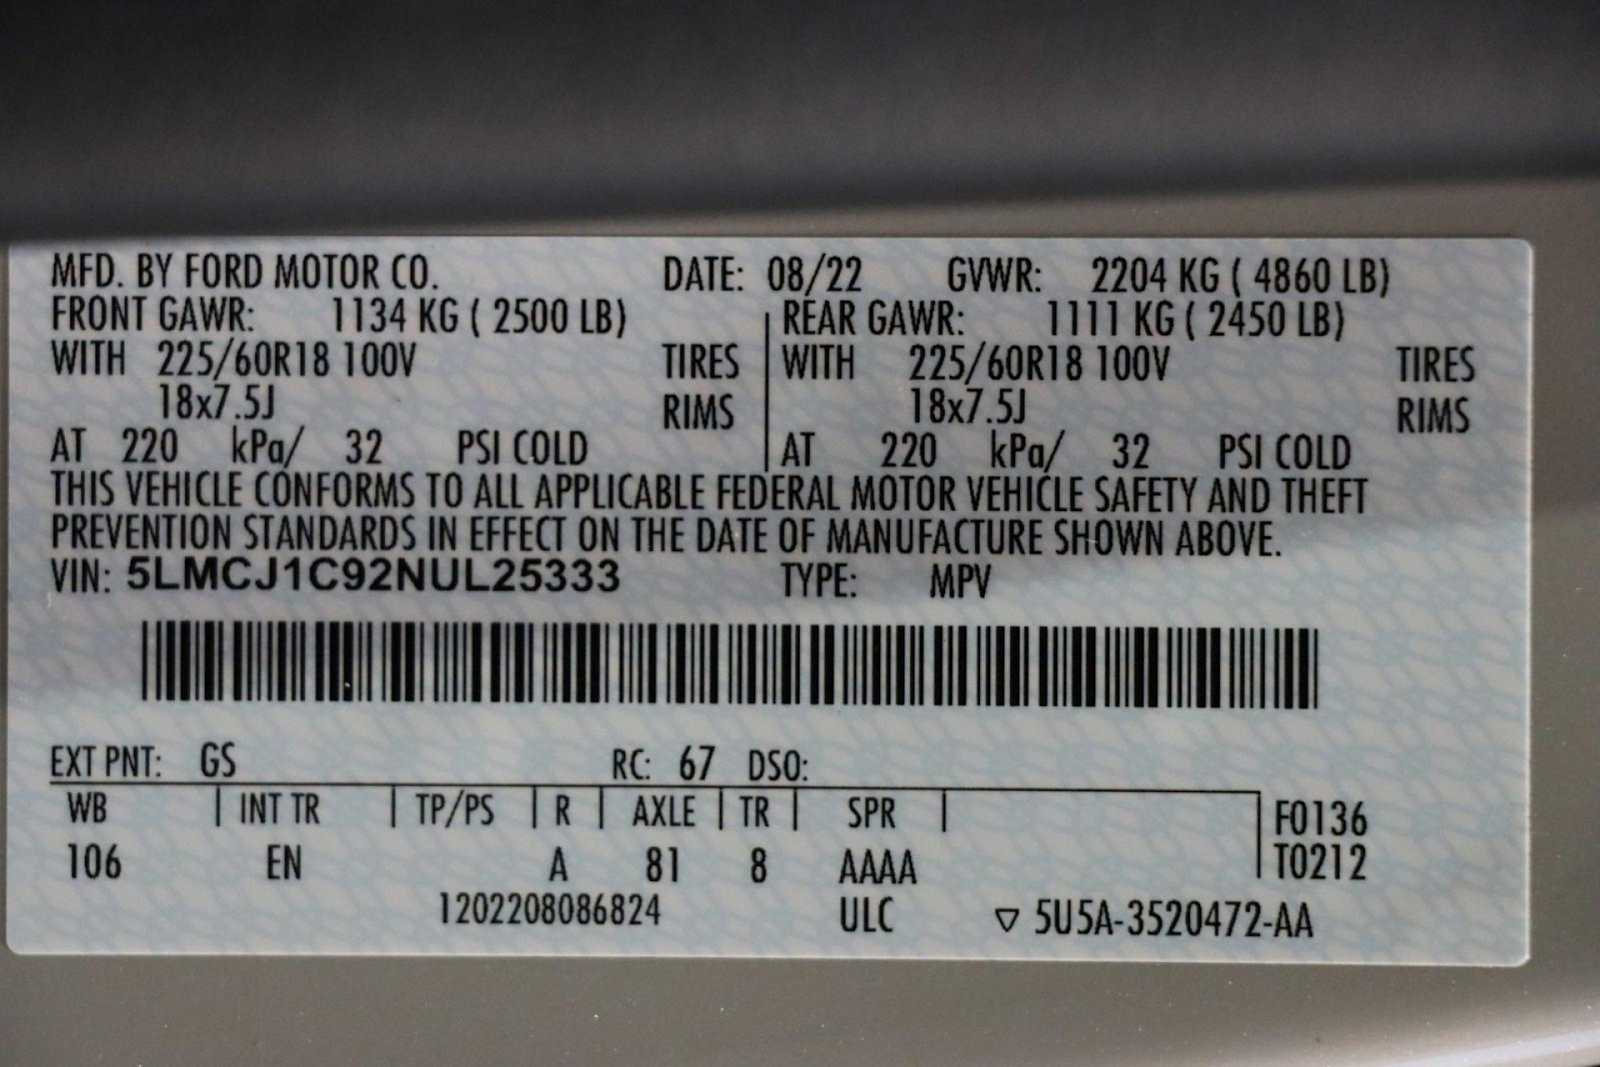 MFD. BY FORD MOTOR CO. DATE: 08/22 GVWR: 2204 KG ( 4860 LB)
FRONT GAWR: 1134 KG ( 2500 LB) REAR GAWR: 1111 KG ( 2450 LB)
WITH 225/60R18 100V TIRES WITH 225/60R18 100V TIRES
18x7.5J RIMS 18x7.5J RIMS
AT 220 kPa/ 32 PSI COLD AT 220 kPa/ 32 PSI COLD
THIS VEHICLE CONFORMS TO ALL APPLICABLE FEDERAL MOTOR VEHICLE SAFETY AND THEFT
PREVENTION STANDARDS IN EFFECT ON THE DATE OF MANUFACTURE SHOWN ABOVE.
VIN: 5LMCJ1C92NUL25333 TYPE: MPV
EXT PNT: GS RC: 67 DSO:
WB INT TR TP/PS R AXLE TR SPR F0136
106 EN A 81 8 AAAA T0212
1202208086824 ULC ▽ 5U5A-3520472-AA